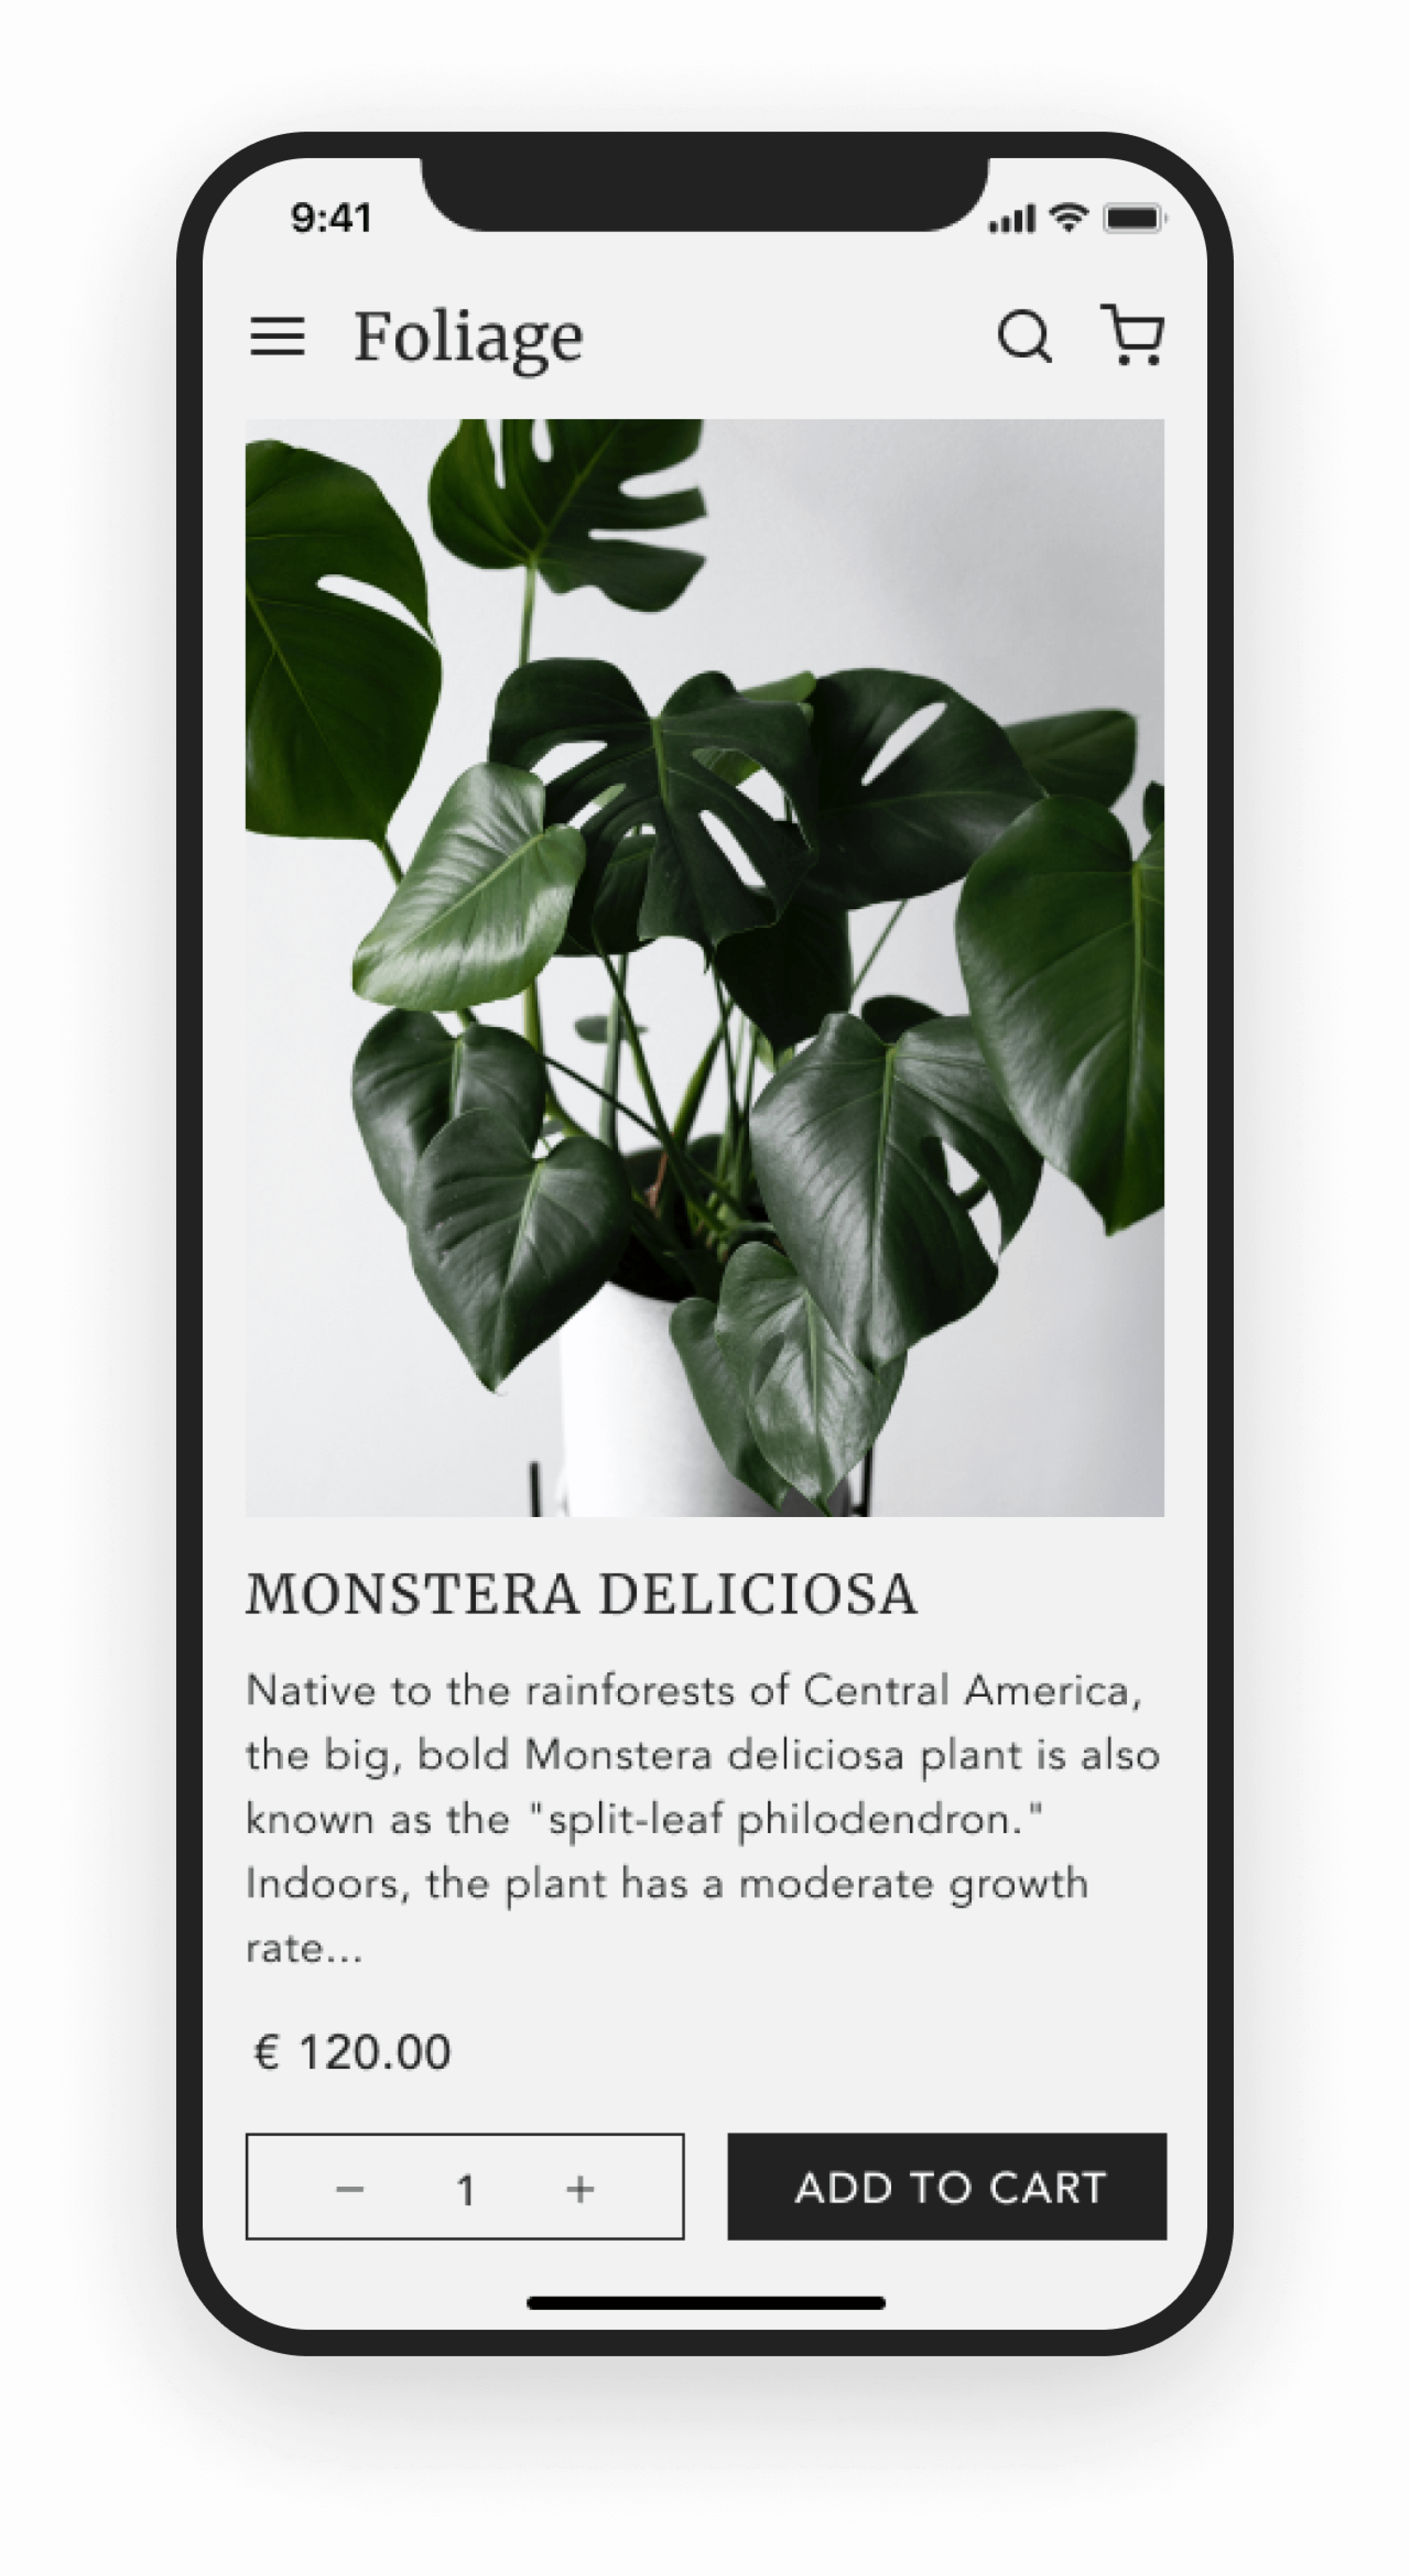 9:41
Foliage
MONSTERA DELICIOSA
Native to the rainforests of Central America,
the big, bold Monstera deliciosa plant is also
known as the "split-leaf philodendron."
Indoors, the plant has a moderate growth
rate...
€ 120.00
− 1 +
ADD TO CART